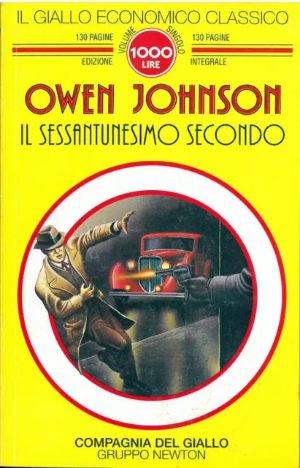 IL GIALLO ECONOMICO CLASSICO
130 PAGINE
VOLUME SINGOLO
130 PAGINE
EDIZIONE
1000 LIRE
INTEGRALE
OWEN JOHNSON
IL SESSANTUNESIMO SECONDO
COMPAGNIA DEL GIALLO
GRUPPO NEWTON